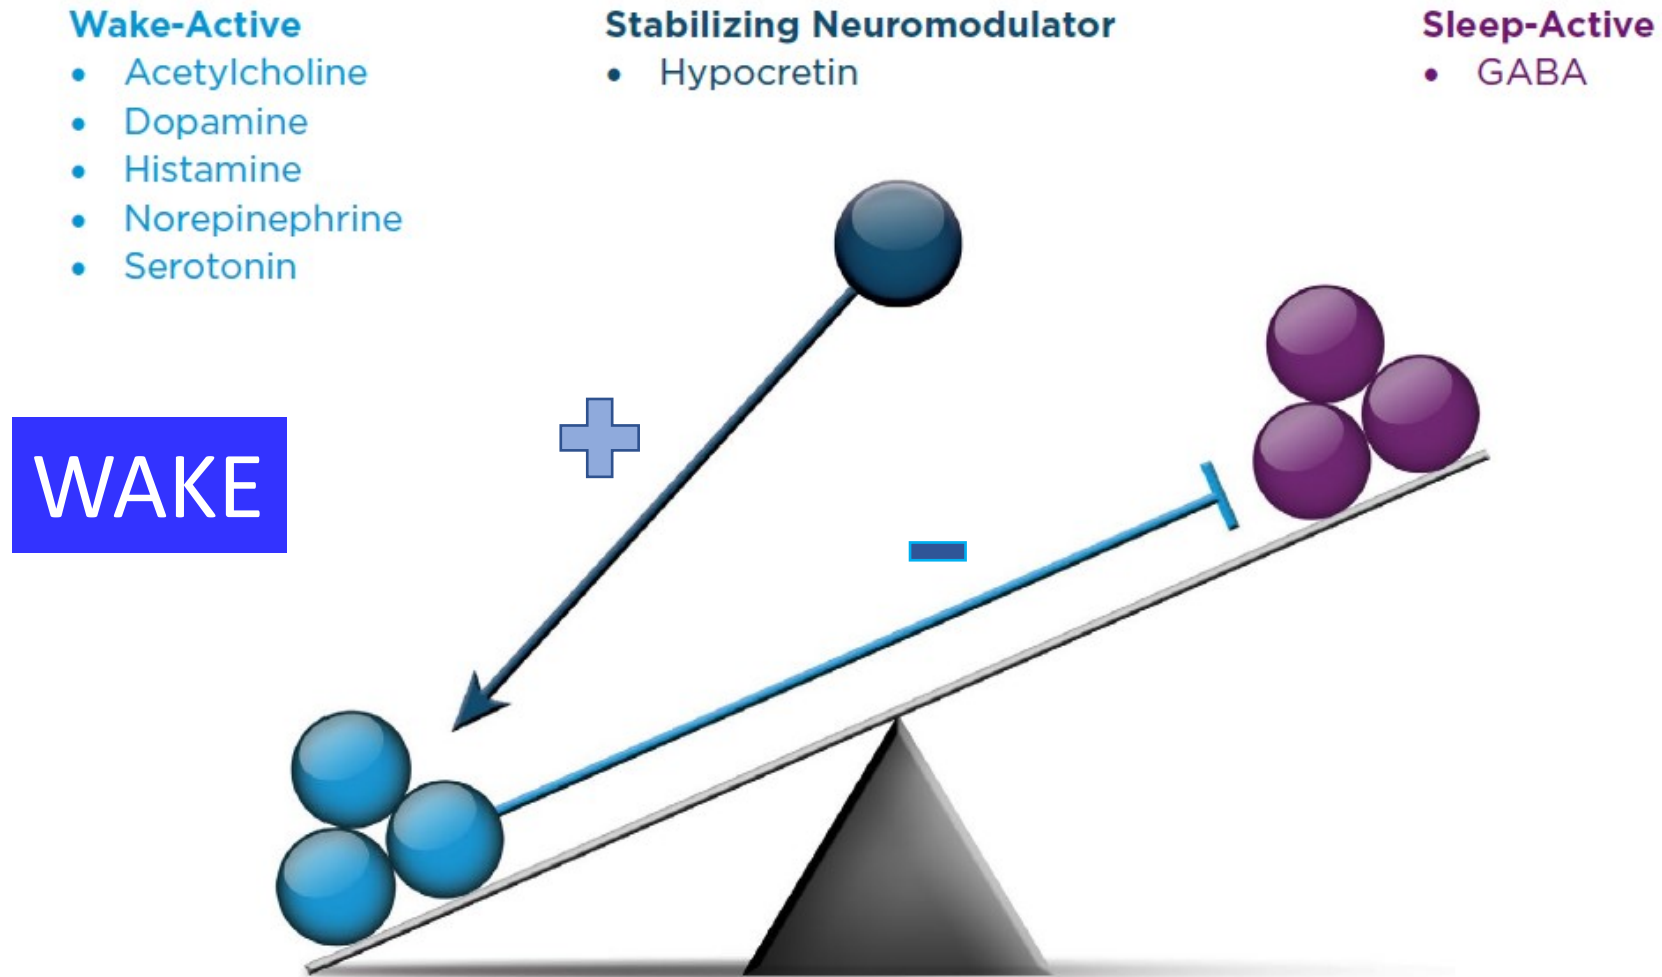 Wake-Active
• Acetylcholine
• Dopamine
• Histamine
• Norepinephrine
• Serotonin
Stabilizing Neuromodulator
• Hypocretin
Sleep-Active
• GABA
WAKE